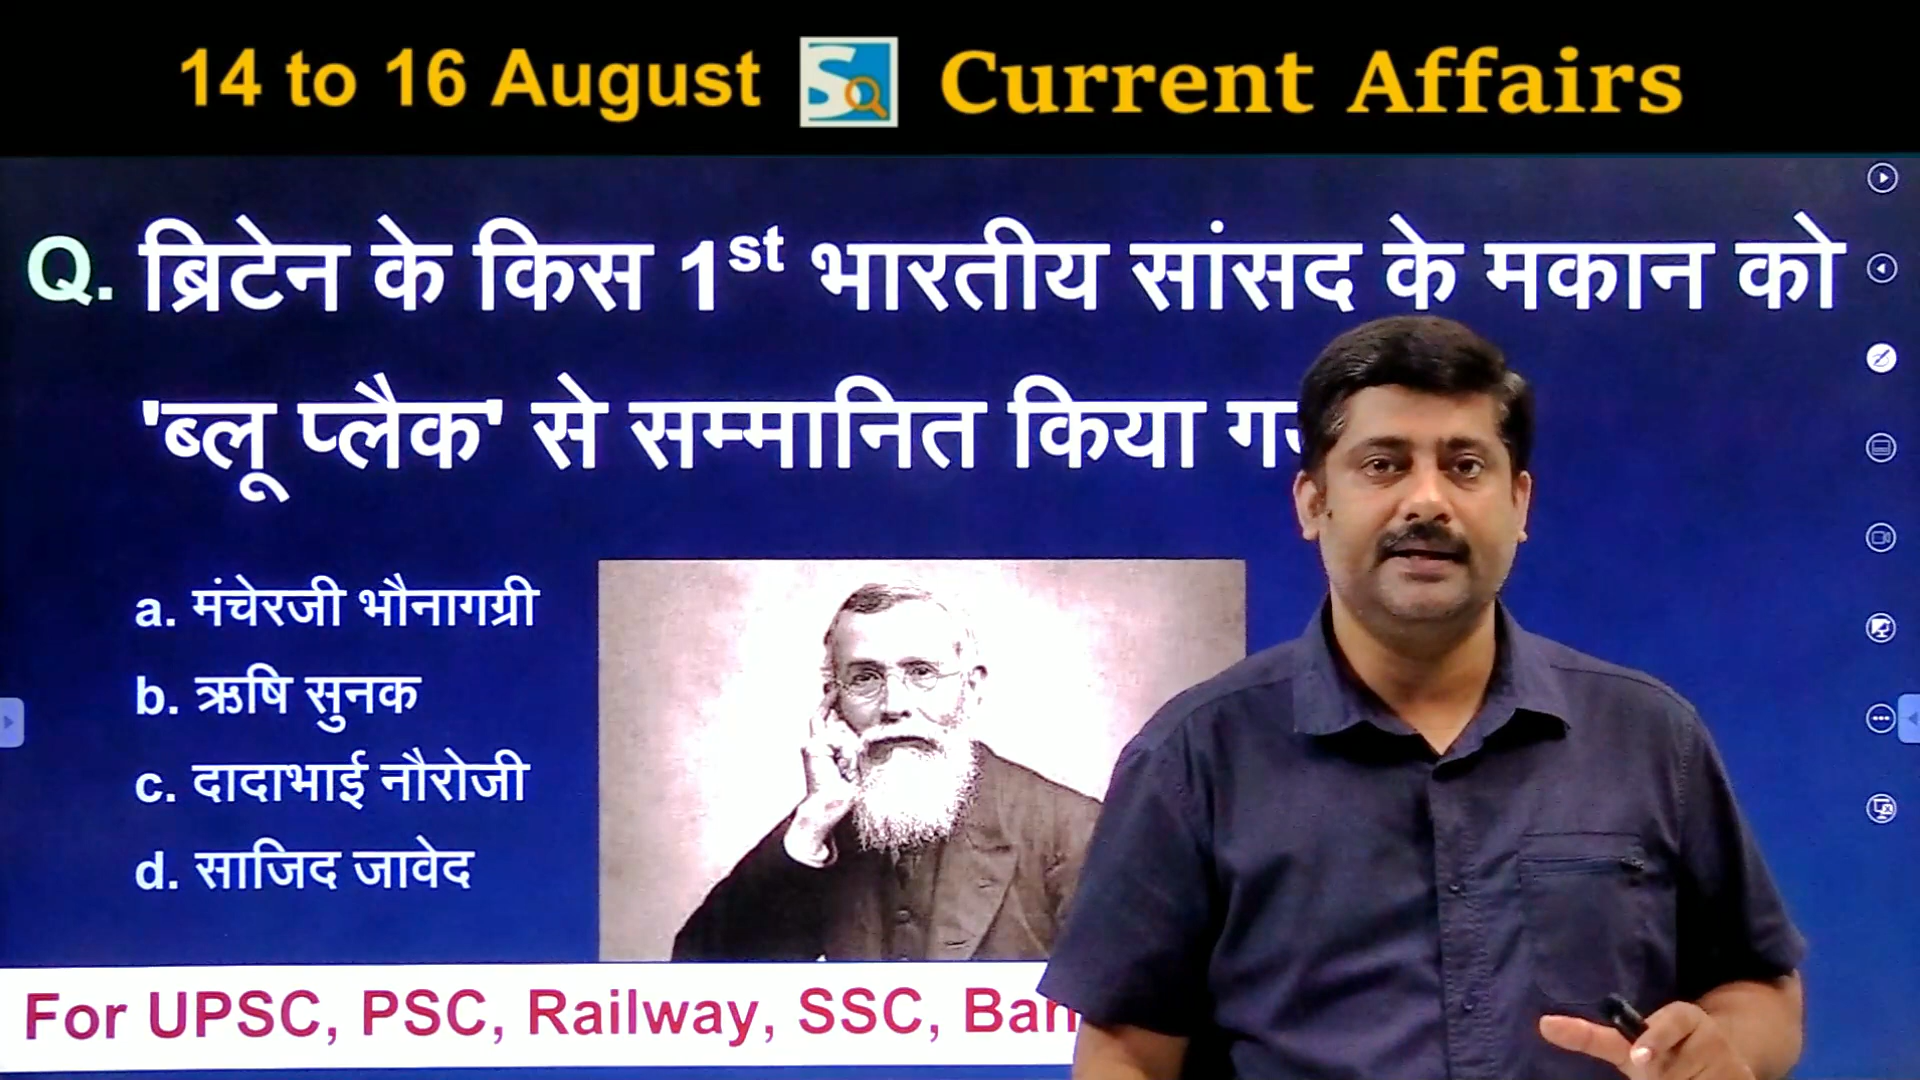 14 to 16 August
Current Affairs
Q. ब्रिटेन के किस 1st भारतीय सांसद के मकान को
'ब्लू प्लैक' से सम्मानित किया
a. मंचेरजी भौनागग्री
b. ऋषि सुनक
c. दादाभाई नौरोजी
d. साजिद जावेद
For UPSC, PSC, Railway, SSC,